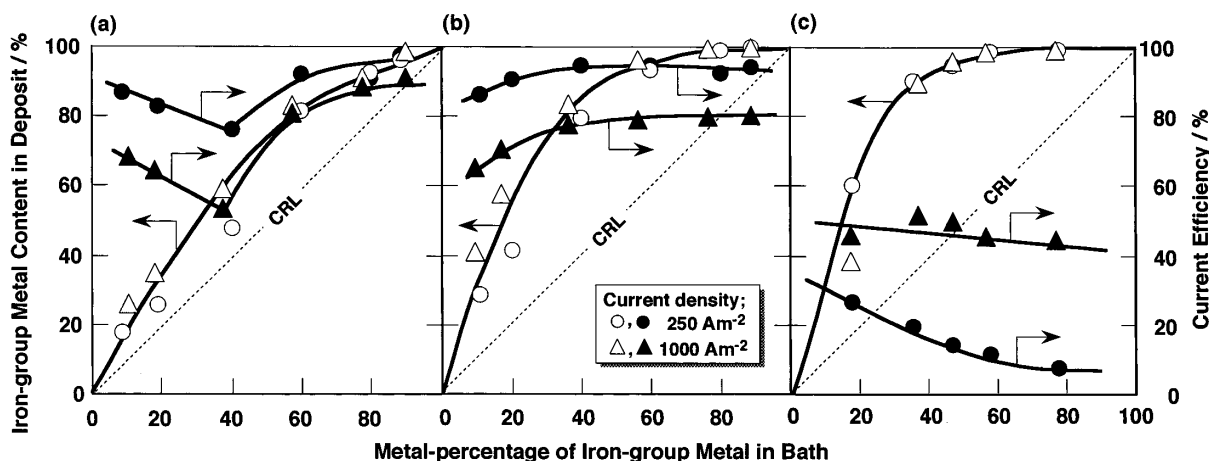 (a)
(b)
(c)
Iron-group Metal Content in Deposit / %
100
80
60
40
20
0
CRL
CRL
CRL
Current density;
, 250 Am-2
, 1000 Am-2
100
80
60
40
20
0
Current Efficiency / %
0 20 40 60 80 0 20 40 60 80 0 20 40 60 80 100
Metal-percentage of Iron-group Metal in Bath